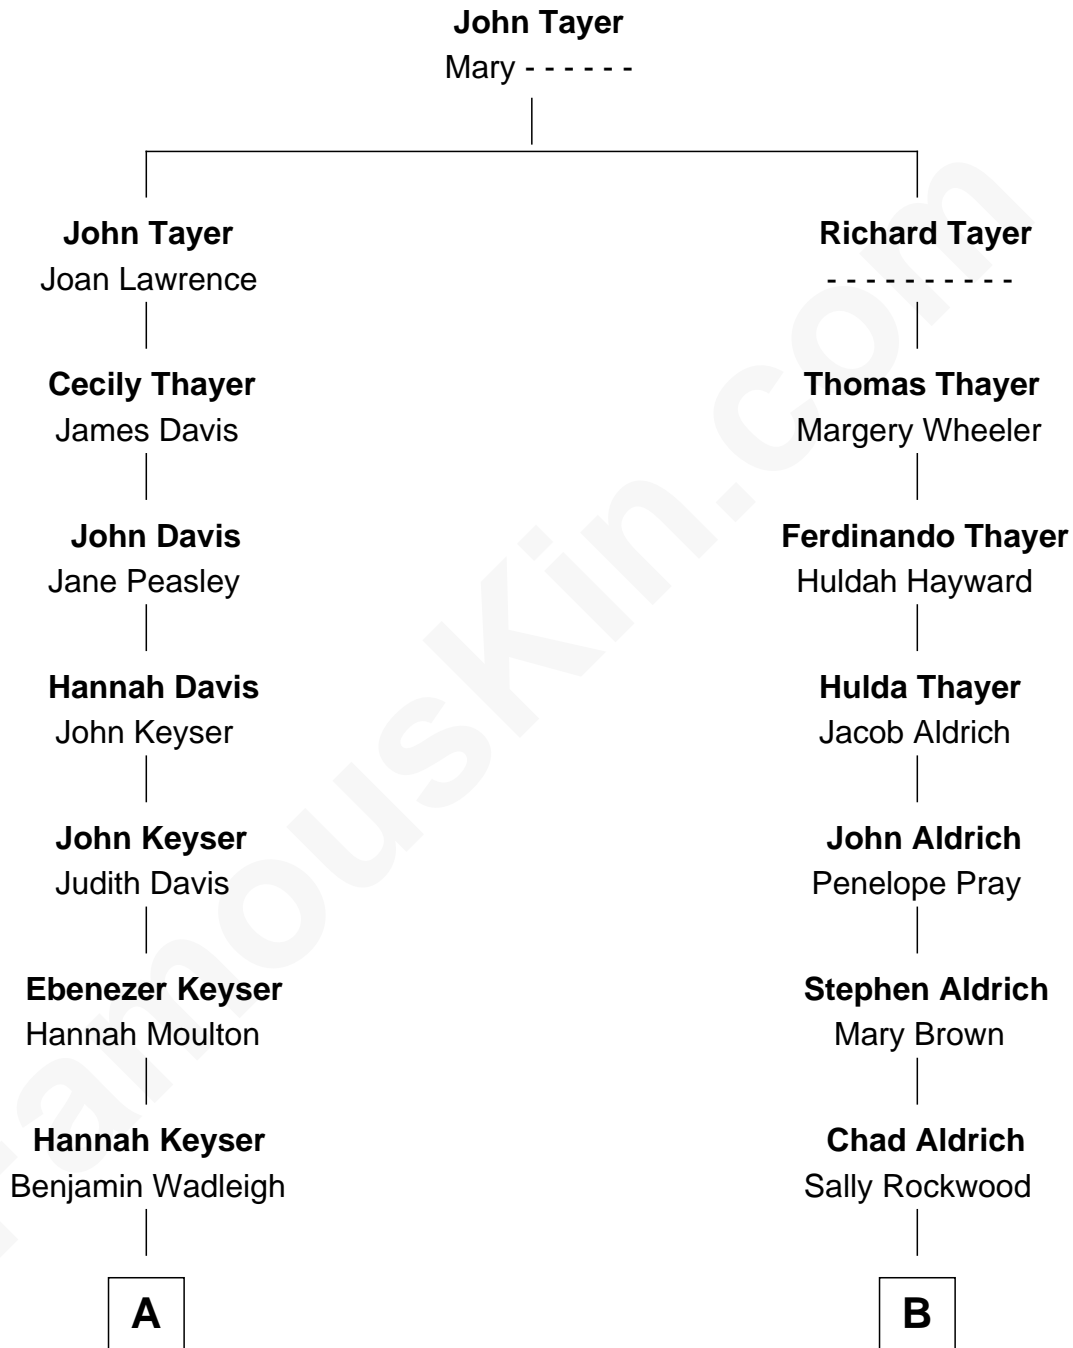 John Tayer
Mary - - - - - -
John Tayer
Joan Lawrence
Richard Tayer
- - - - - - - - - -
Cecily Thayer
James Davis
Thomas Thayer
Margery Wheeler
John Davis
Jane Peasley
Ferdinando Thayer
Huldah Hayward
Hannah Davis
John Keyser
Hulda Thayer
Jacob Aldrich
John Keyser
Judith Davis
John Aldrich
Penelope Pray
Ebenezer Keyser
Hannah Moulton
Stephen Aldrich
Mary Brown
Hannah Keyser
Benjamin Wadleigh
Chad Aldrich
Sally Rockwood
A
B
FamousKin.com